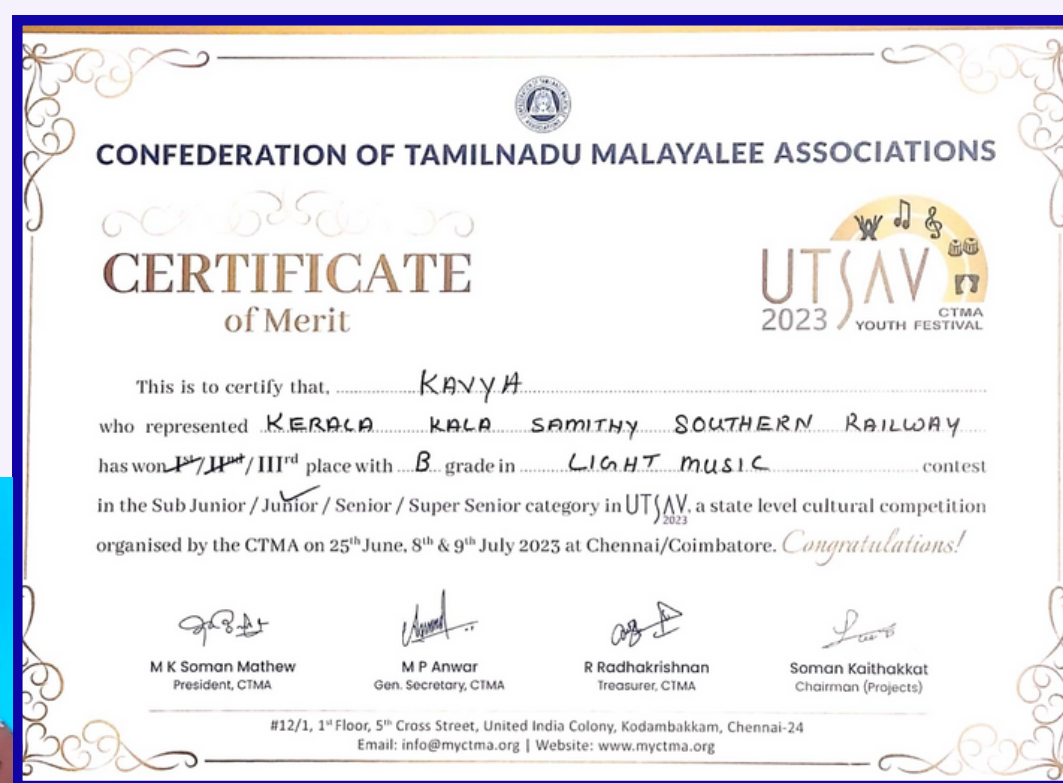 CONFEDERATION OF TAMILNADU MALAYALEE ASSOCIATIONS
CERTIFICATE
of Merit
UTSAV
2023
CTMA
YOUTH FESTIVAL
This is to certify that, KAVYA
who represented KERALA KALA SAMITHY SOUTHERN RAILWAY
has won Ist/IInd/IIIrd place with B grade in LIGHT MUSIC contest
in the Sub Junior / Junior / Senior / Super Senior category in UTSAV 2023, a state level cultural competition
organised by the CTMA on 25th June, 8th & 9th July 2023 at Chennai/Coimbatore. Congratulations!
M K Soman Mathew
President, CTMA
M P Anwar
Gen. Secretary, CTMA
R Radhakrishnan
Treasurer, CTMA
Soman Kaithakkat
Chairman (Projects)
#12/1, 1st Floor, 5th Cross Street, United India Colony, Kodambakkam, Chennai-24
Email: info@myctma.org | Website: www.myctma.org